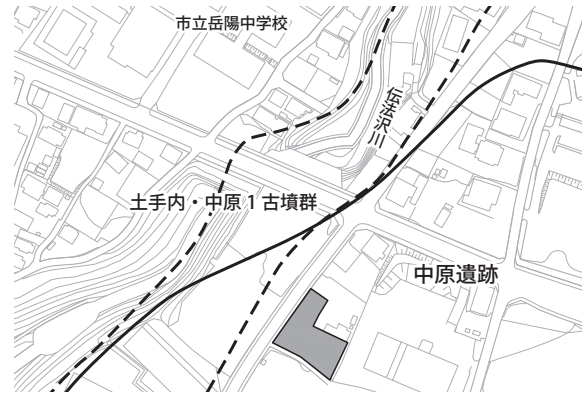 市立岳陽中学校
伝法沢川
土手内・中原1古墳群
中原遺跡